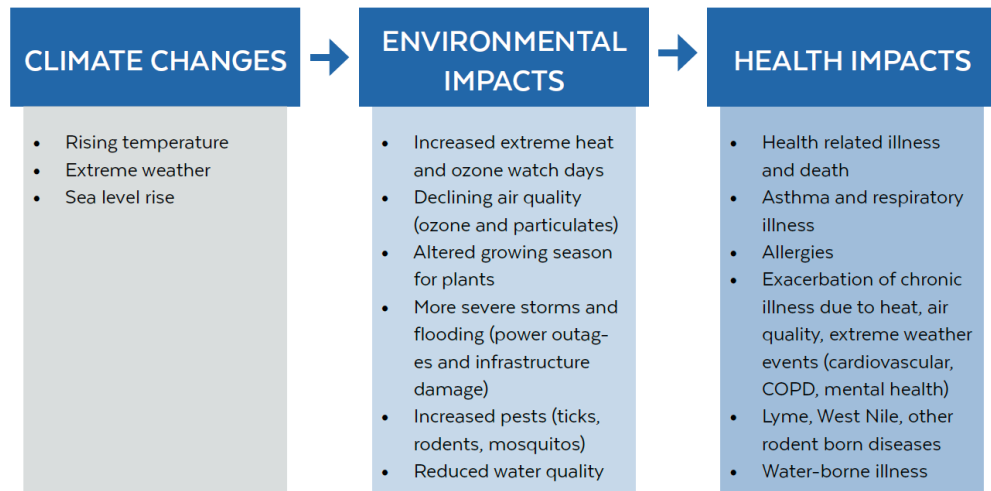 CLIMATE CHANGES
• Rising temperature
• Extreme weather
• Sea level rise
ENVIRONMENTAL
IMPACTS
• Increased extreme heat
and ozone watch days
• Declining air quality
(ozone and particulates)
• Altered growing season
for plants
• More severe storms and
flooding (power outag-
es and infrastructure
damage)
• Increased pests (ticks,
rodents, mosquitos)
• Reduced water quality
HEALTH IMPACTS
• Health related illness
and death
• Asthma and respiratory
illness
• Allergies
• Exacerbation of chronic
illness due to heat, air
quality, extreme weather
events (cardiovascular,
COPD, mental health)
• Lyme, West Nile, other
rodent born diseases
• Water-borne illness